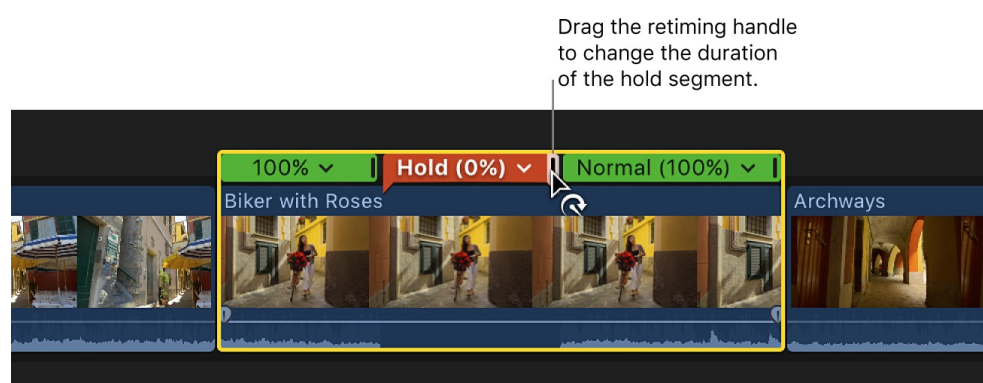 Drag the retiming handle
to change the duration
of the hold segment.
100% Hold (0%) Normal (100%)
Biker with Roses
Archways